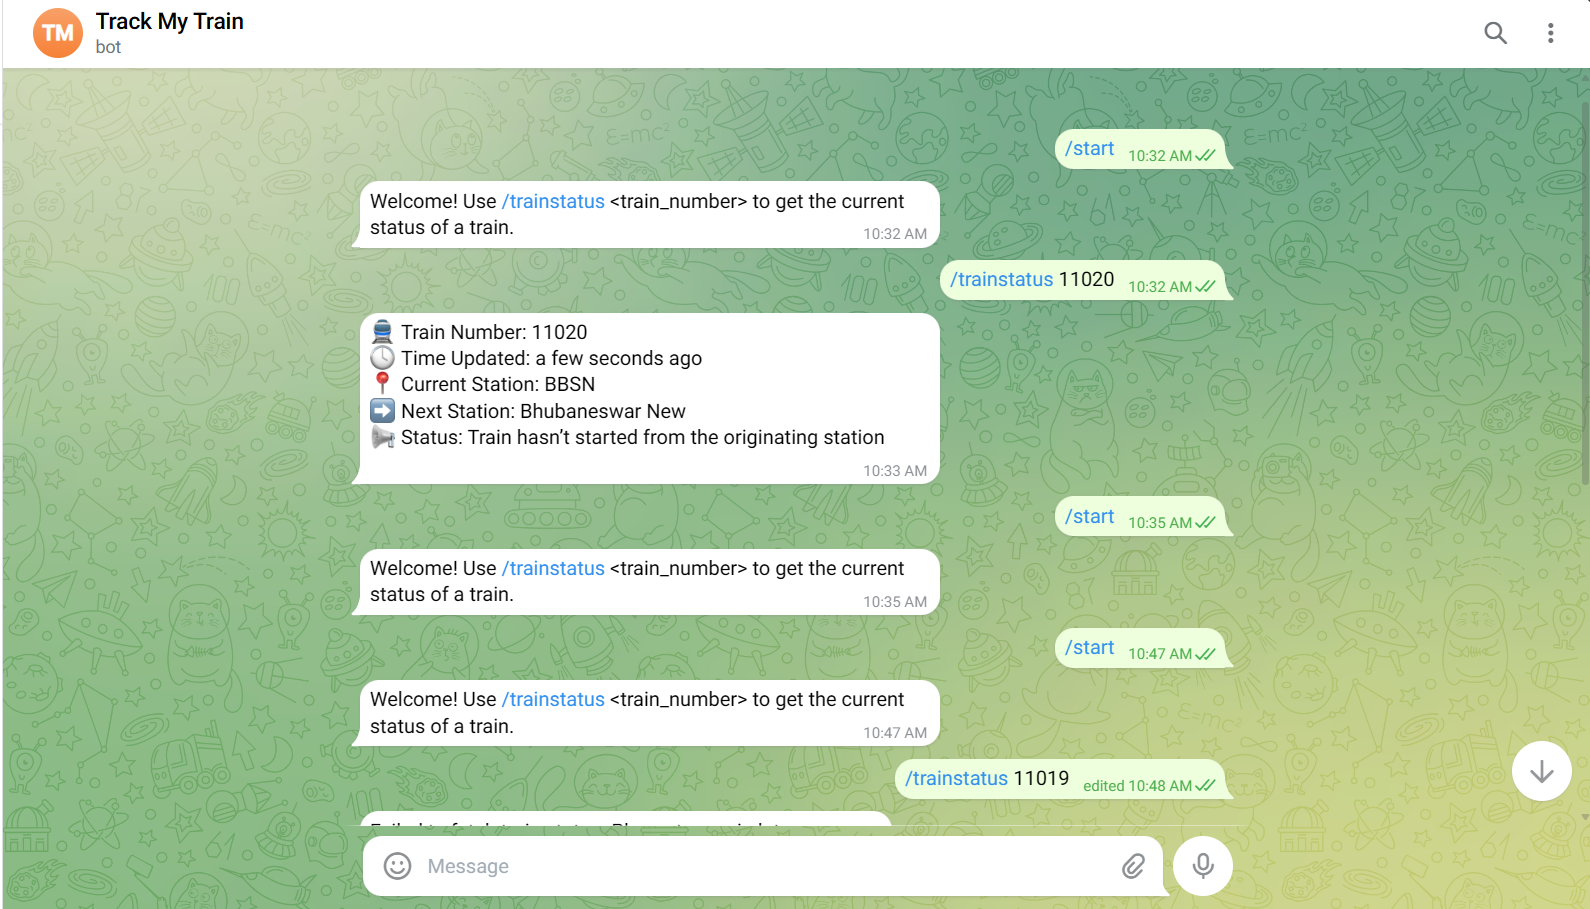 TM
Track My Train
bot
/start 10:32 AM
Welcome! Use /trainstatus <train_number> to get the current
status of a train. 10:32 AM
/trainstatus 11020 10:32 AM
Train Number: 11020
Time Updated: a few seconds ago
Current Station: BBSN
Next Station: Bhubaneswar New
Status: Train hasn’t started from the originating station
10:33 AM
/start 10:35 AM
Welcome! Use /trainstatus <train_number> to get the current
status of a train. 10:35 AM
/start 10:47 AM
Welcome! Use /trainstatus <train_number> to get the current
status of a train. 10:47 AM
/trainstatus 11019 edited 10:48 AM
Message